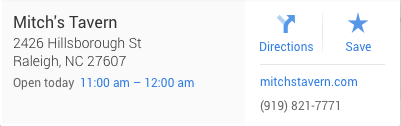 Mitch's Tavern
2426 Hillsborough St
Raleigh, NC 27607
Open today 11:00 am – 12:00 am
Directions
Save
mitchstavern.com
(919) 821-7771